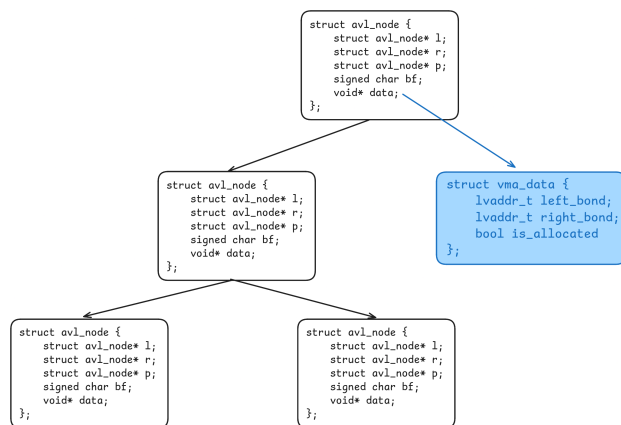 struct avl_node {
struct avl_node* l;
struct avl_node* r;
struct avl_node* p;
signed char bf;
void* data;
};
struct avl_node {
struct avl_node* l;
struct avl_node* r;
struct avl_node* p;
signed char bf;
void* data;
};
struct vma_data {
lvaddr_t left_bond;
lvaddr_t right_bond;
bool is_allocated
};
struct avl_node {
struct avl_node* l;
struct avl_node* r;
struct avl_node* p;
signed char bf;
void* data;
};
struct avl_node {
struct avl_node* l;
struct avl_node* r;
struct avl_node* p;
signed char bf;
void* data;
};